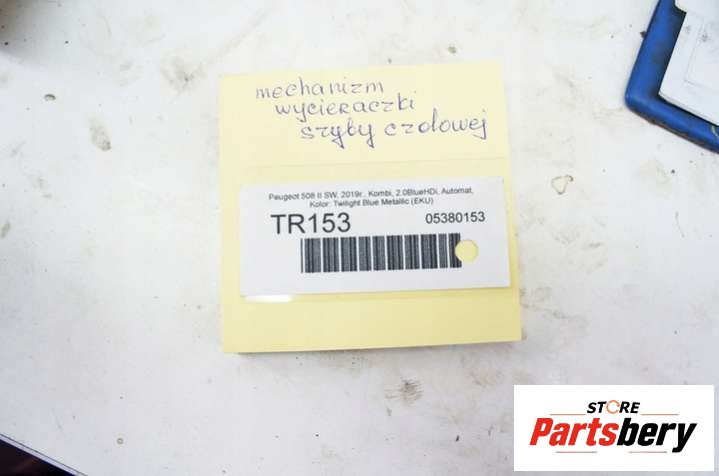 mechanizm
wycieraczki
szyby czolowej
Peugeot 508 II SW, 2019r., Kombi, 2.0BlueHDi, Automat,
Kolor: Twilight Blue Metallic (EKU)
TR153 05380153
STORE
Partsbery